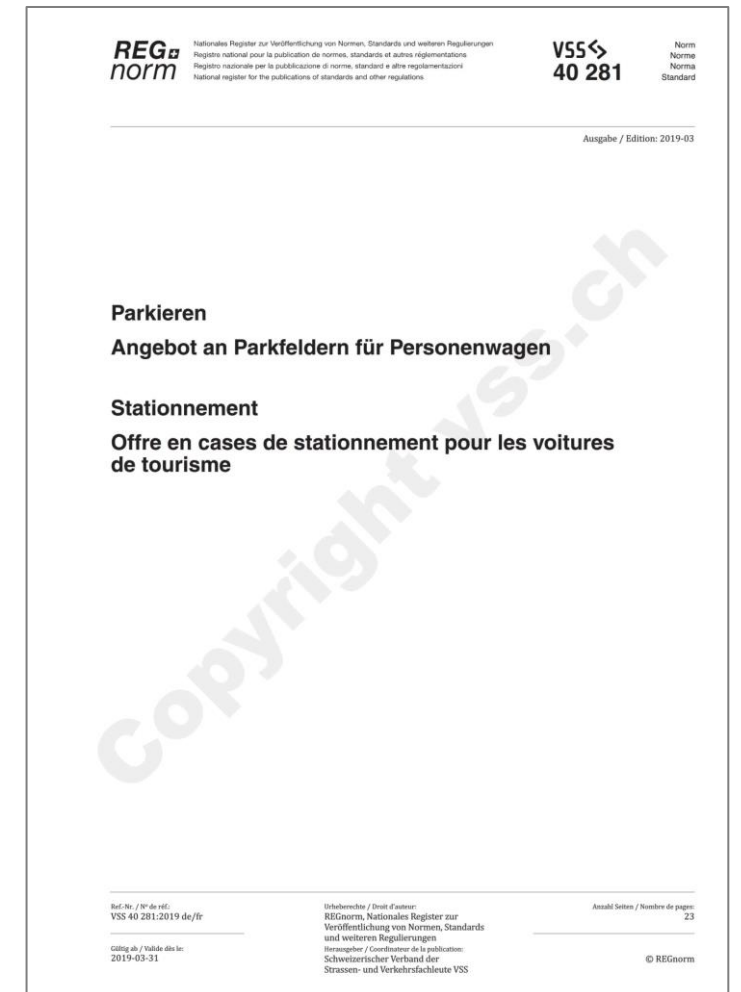 REG
norm
Nationales Register zur Veröffentlichung von Normen, Standards und weiteren Regulierungen
Registre national pour la publication de normes, standards et autres réglementations
Registro nazionale per la pubblicazione di norme, standard e altre regolamentazioni
National register for the publications of standards and other regulations
VSS
40 281
Norm
Norme
Norma
Standard
Ausgabe / Edition: 2019-03
Parkieren
Angebot an Parkfeldern für Personenwagen
Stationnement
Offre en cases de stationnement pour les voitures
de tourisme
Copyright vss.ch
Ref.-Nr. / Nº de réf.:
VSS 40 281:2019 de/fr
Gültig ab / Valide dès le:
2019-03-31
Urheberrechte / Droit d'auteur:
REGnorm, Nationales Register zur
Veröffentlichung von Normen, Standards
und weiteren Regulierungen
Herausgeber / Coordinateur de la publication:
Schweizerischer Verband der
Strassen- und Verkehrsfachleute VSS
Anzahl Seiten / Nombre de pages:
23
© REGnorm